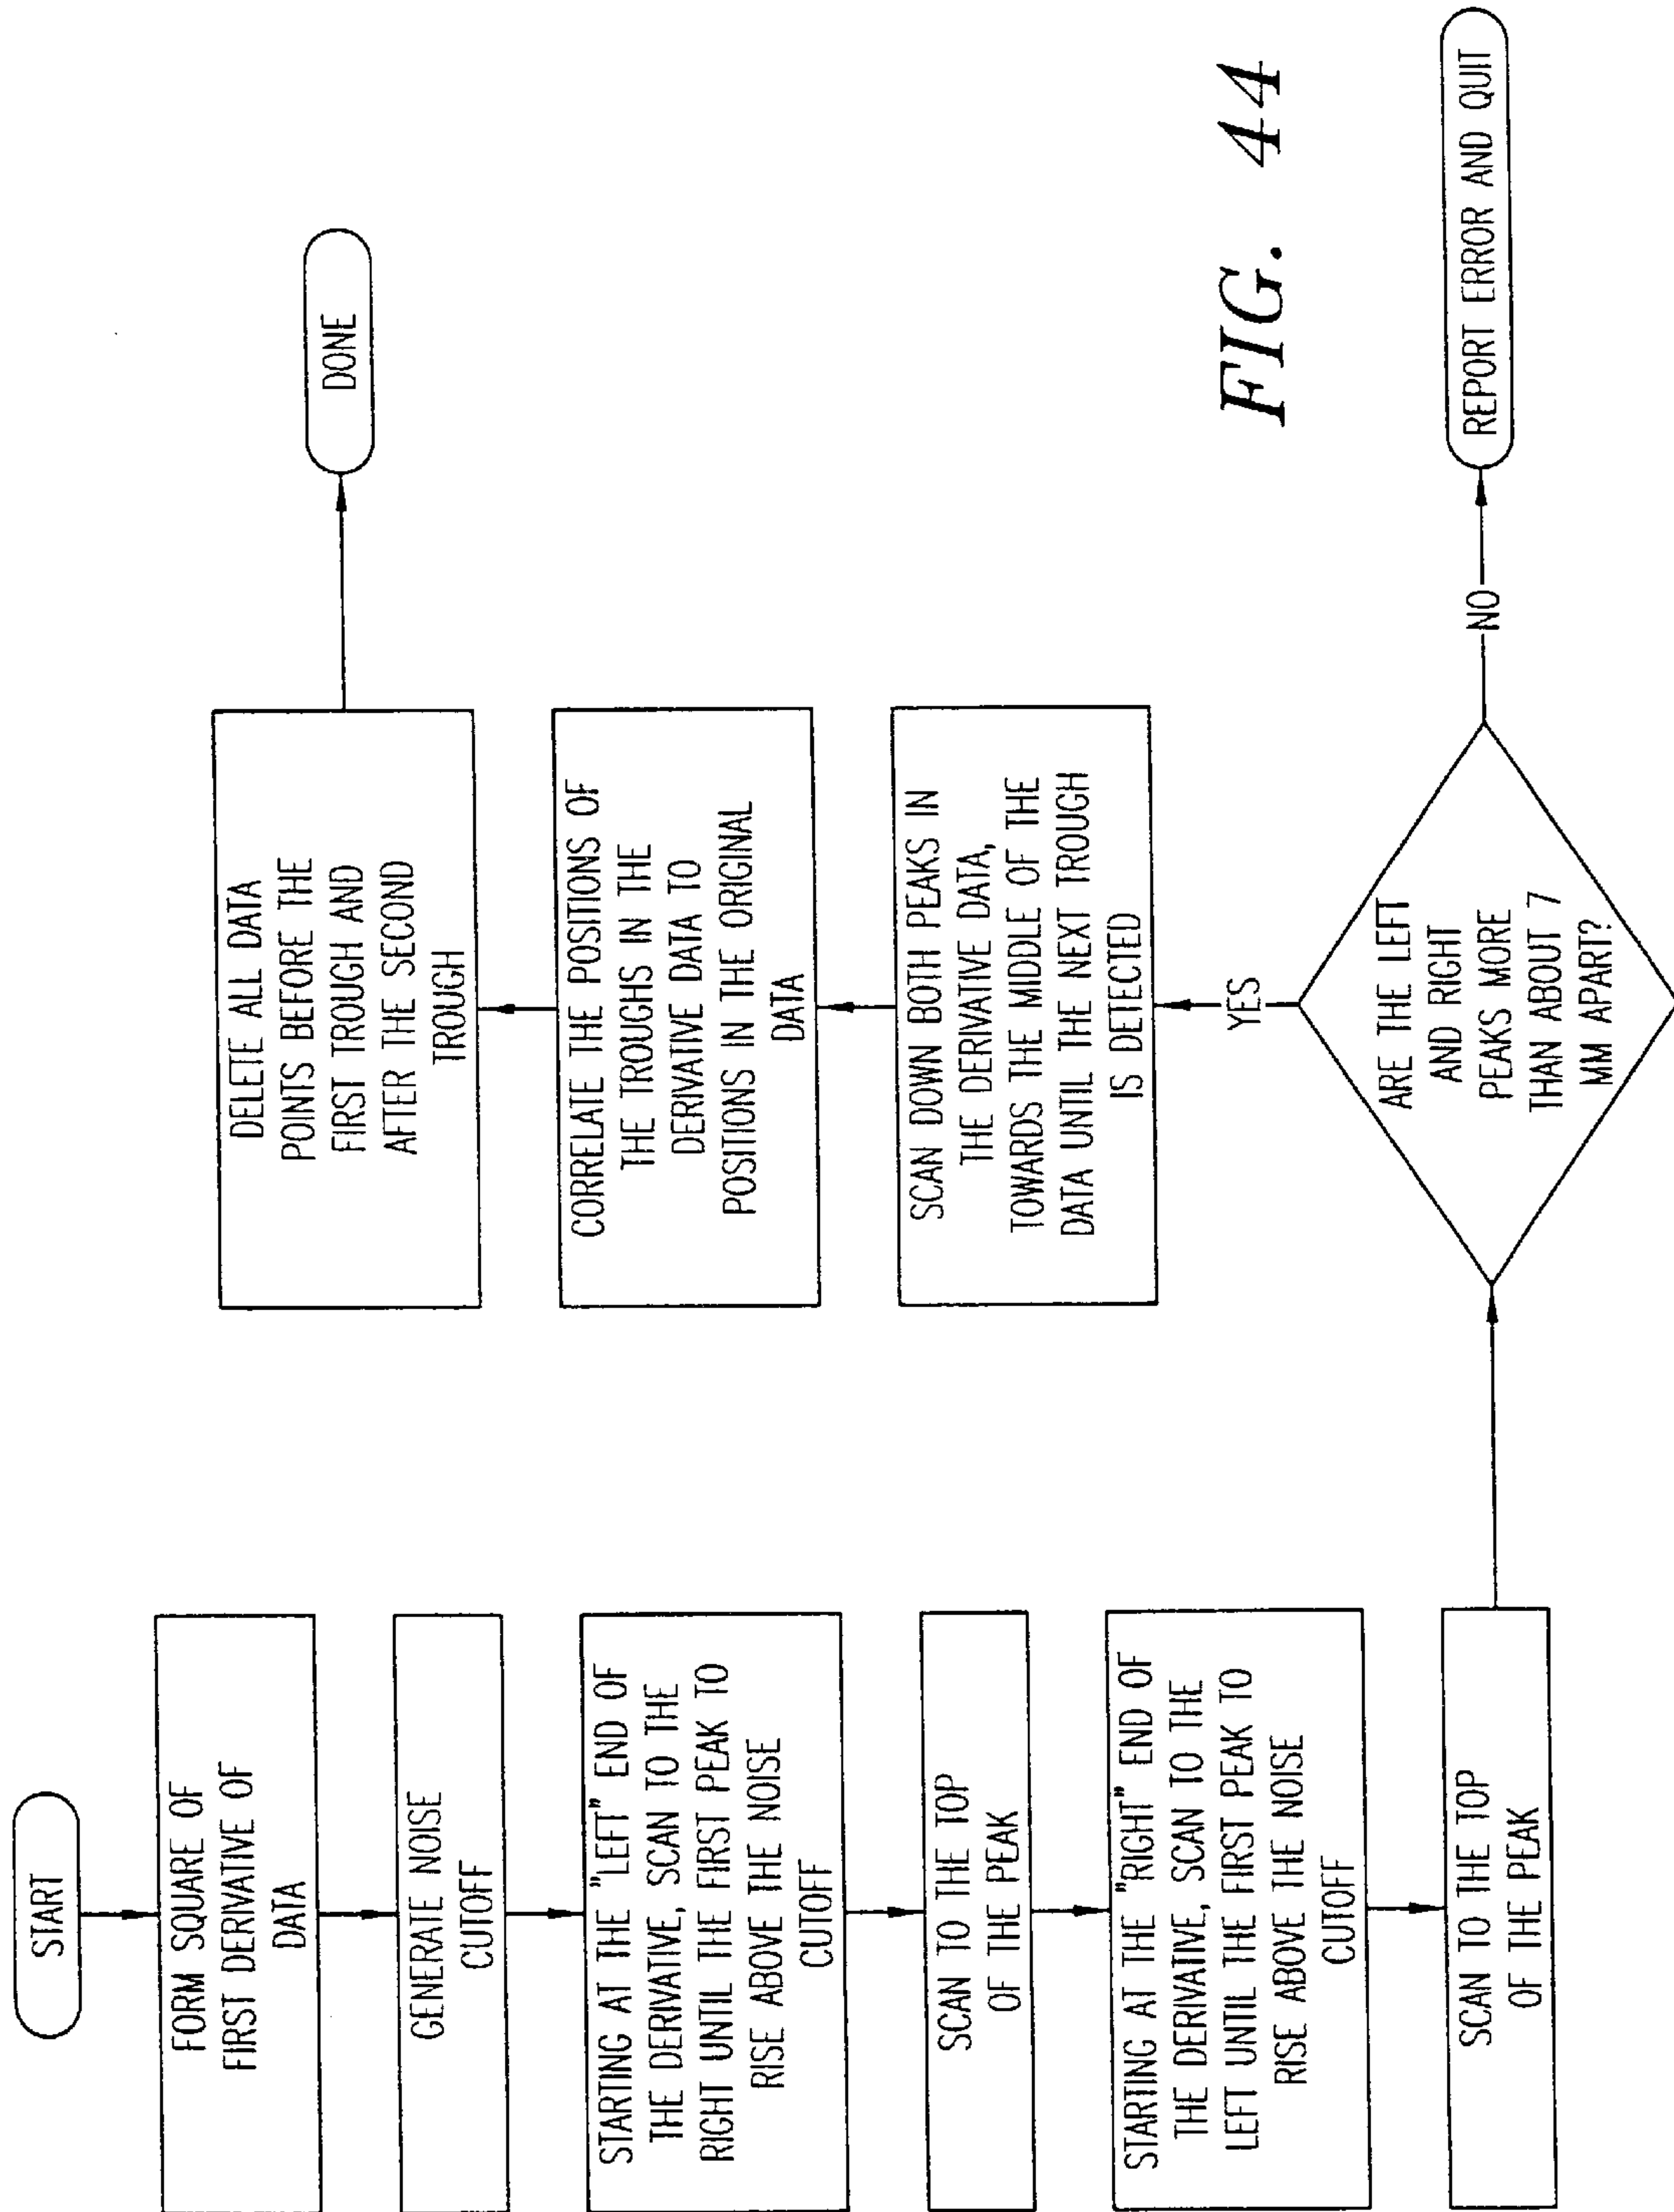 START
FORM SQUARE OF
FIRST DERIVATIVE OF
DATA
GENERATE NOISE
CUTOFF
STARTING AT THE "LEFT" END OF
THE DERIVATIVE, SCAN TO THE
RIGHT UNTIL THE FIRST PEAK TO
RISE ABOVE THE NOISE
CUTOFF
SCAN TO THE TOP
OF THE PEAK
STARTING AT THE "RIGHT" END OF
THE DERIVATIVE, SCAN TO THE
LEFT UNTIL THE FIRST PEAK TO
RISE ABOVE THE NOISE
CUTOFF
SCAN TO THE TOP
OF THE PEAK
ARE THE LEFT
AND RIGHT
PEAKS MORE
THAN ABOUT 7
MM APART?
YES
SCAN DOWN BOTH PEAKS IN
THE DERIVATIVE DATA,
TOWARDS THE MIDDLE OF THE
DATA UNTIL THE NEXT TROUGH
IS DETECTED
CORRELATE THE POSITIONS OF
THE TROUGHS IN THE
DERIVATIVE DATA TO
POSITIONS IN THE ORIGINAL
DATA
DELETE ALL DATA
POINTS BEFORE THE
FIRST TROUGH AND
AFTER THE SECOND
TROUGH
DONE
NO
REPORT ERROR AND QUIT
FIG. 44